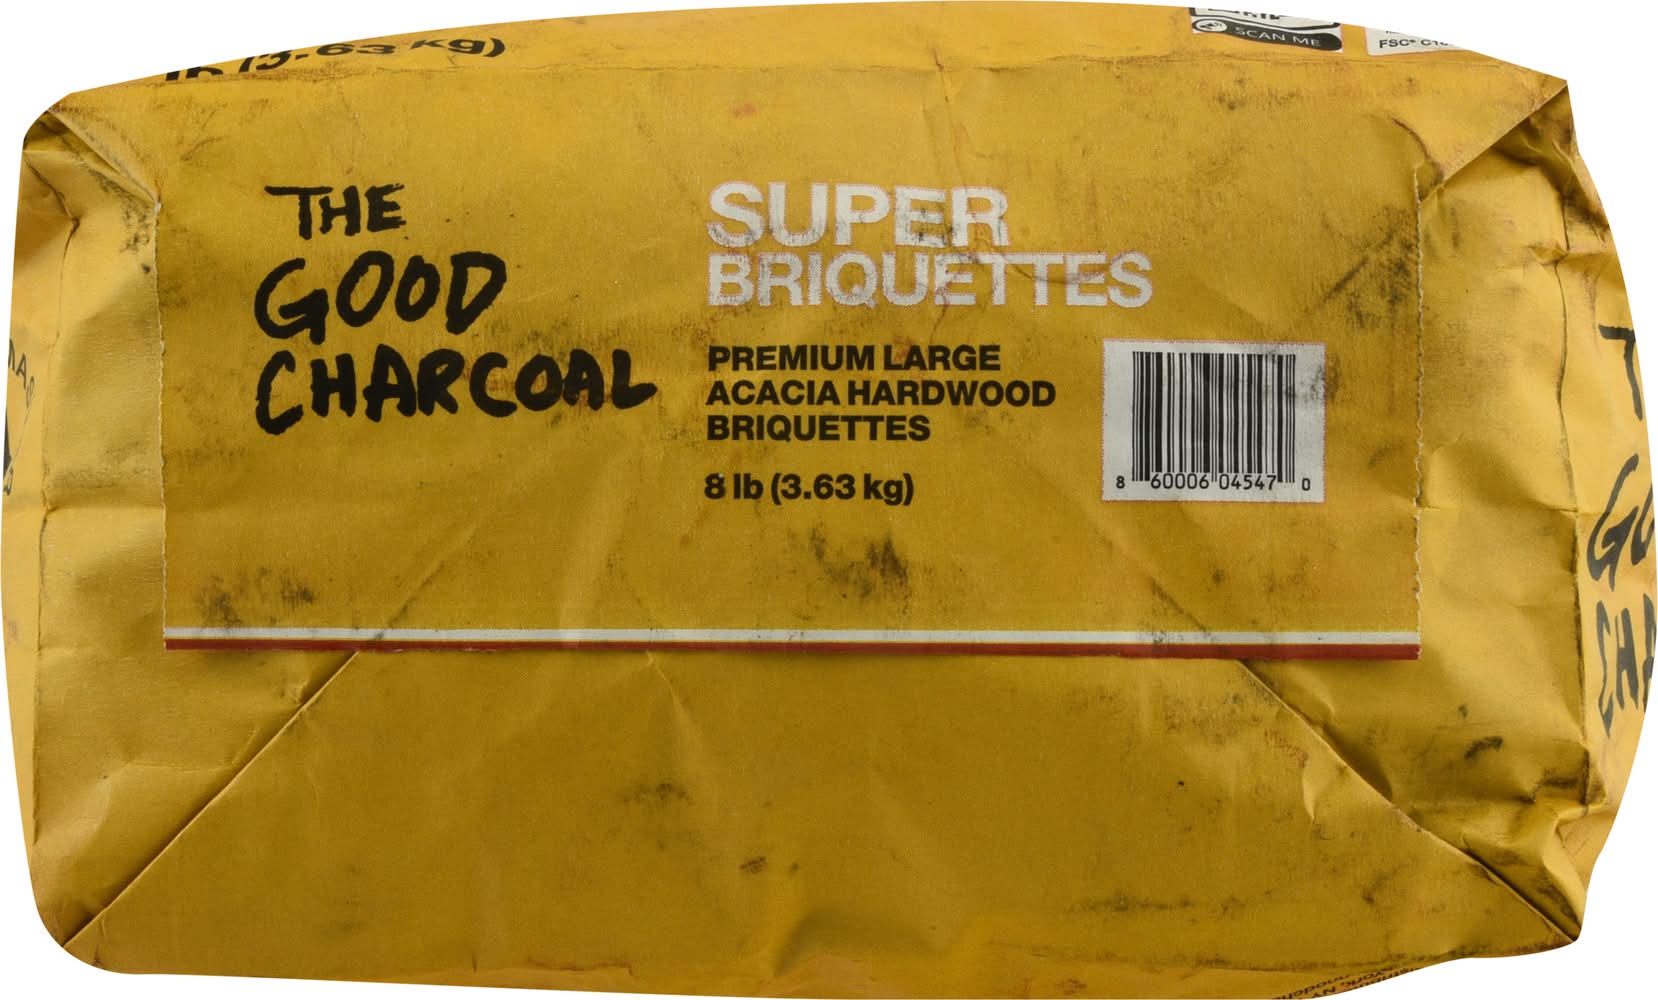 (3.63 kg)
SCAN ME
FSC®
THE
GOOD
CHARCOAL
SUPER
BRIQUETTES
PREMIUM LARGE
ACACIA HARDWOOD
BRIQUETTES
8 lb (3.63 kg)
8 60006 04547 0